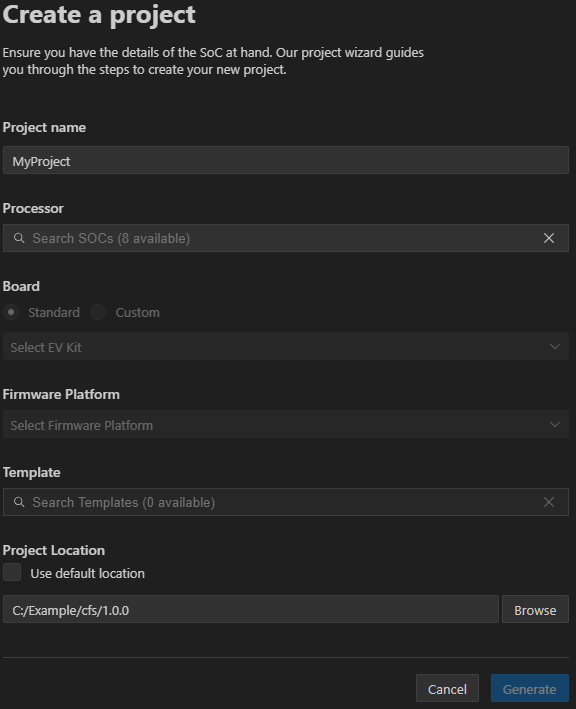 Create a project
Ensure you have the details of the SoC at hand. Our project wizard guides
you through the steps to create your new project.
Project name
MyProject
Processor
Search SOCs (8 available)
Board
Standard
Custom
Select EV Kit
Firmware Platform
Select Firmware Platform
Template
Search Templates (0 available)
Project Location
Use default location
C:/Example/cfs/1.0.0
Browse
Cancel
Generate